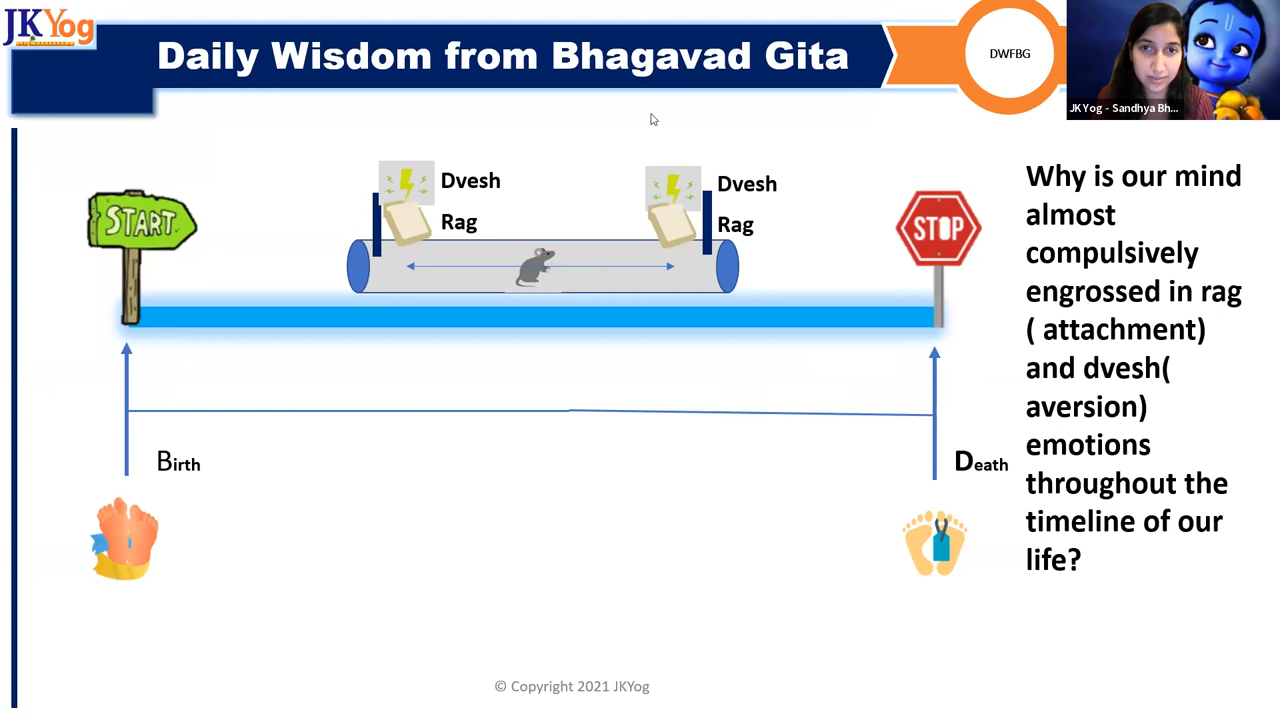 JKYog
Daily Wisdom from Bhagavad Gita
DWFBG
JKYog - Sandhya Bh...
START
Dvesh
Rag
Dvesh
Rag
STOP
Birth
Death
Why is our mind
almost
compulsively
engrossed in rag
( attachment)
and dvesh(
aversion)
emotions
throughout the
timeline of our
life?
© Copyright 2021 JKYog